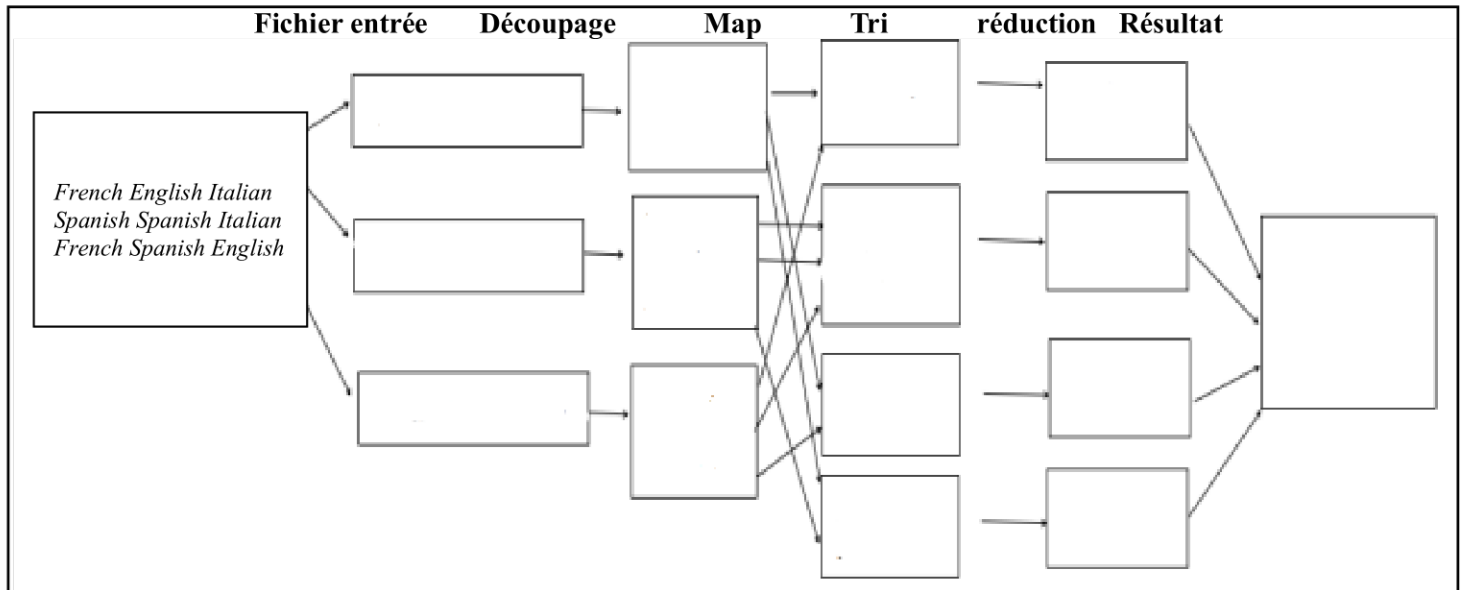 Fichier entrée Découpage Map Tri réduction Résultat
French English Italian
Spanish Spanish Italian
French Spanish English